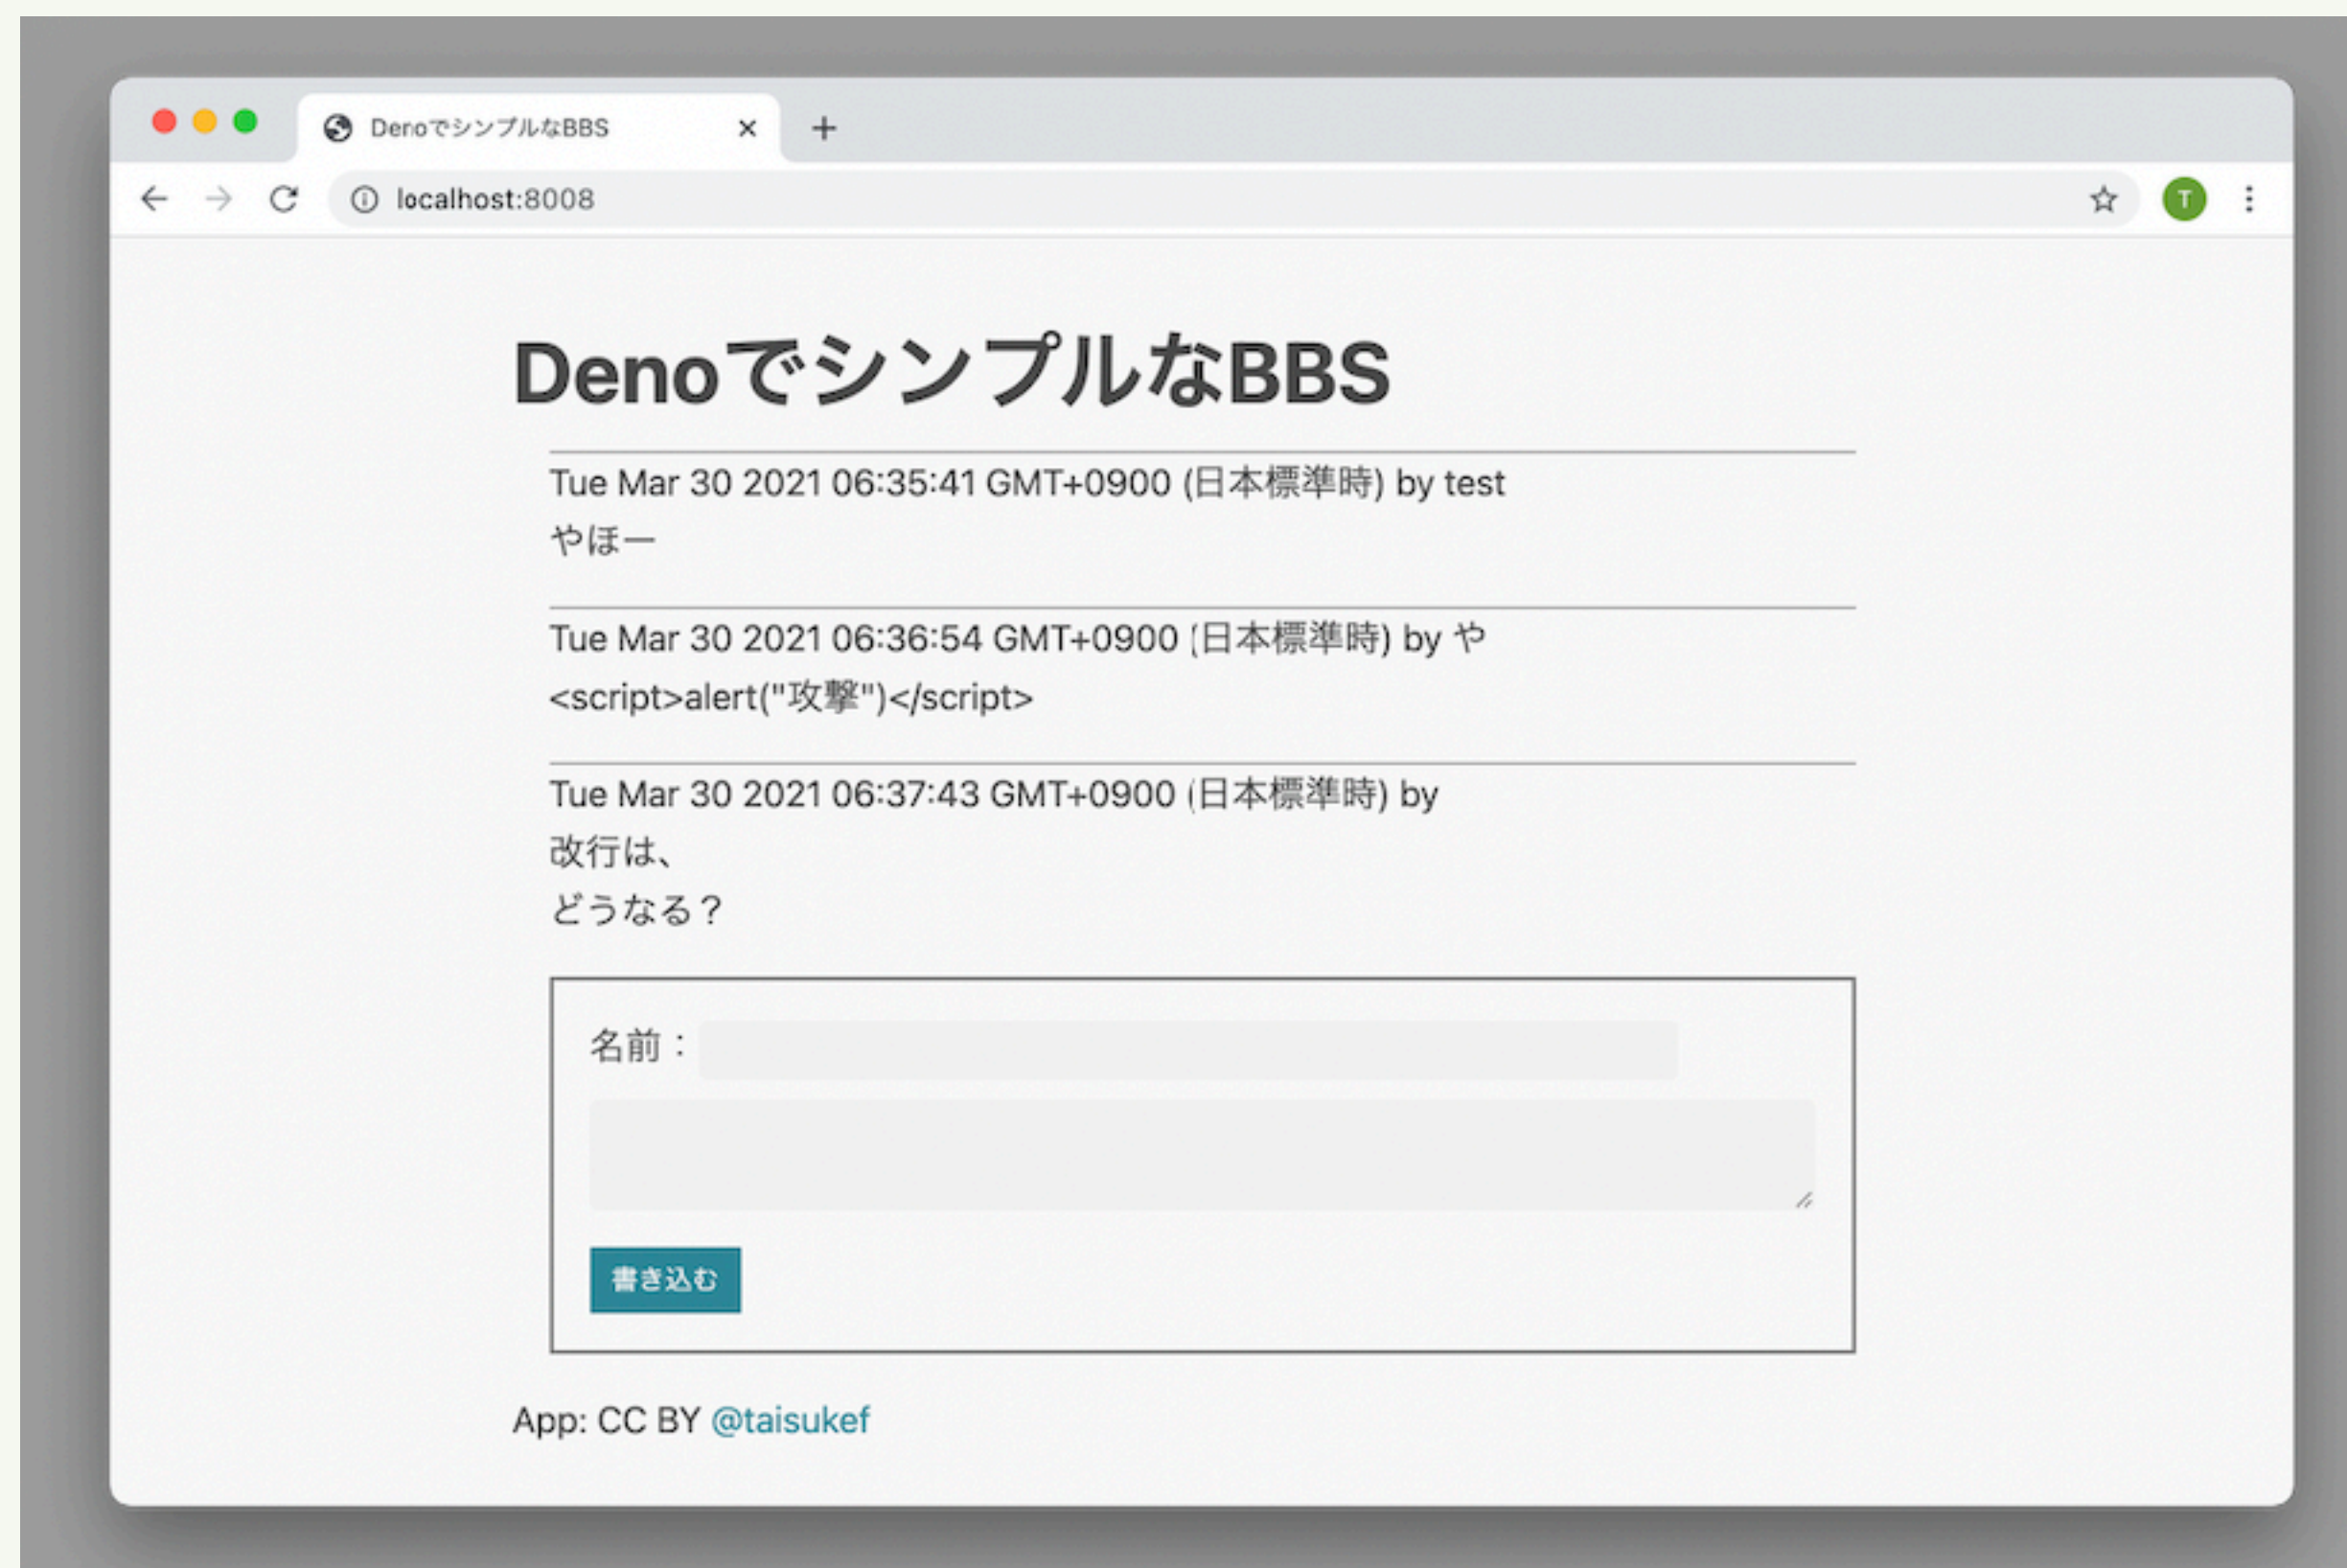 DenoでシンプルなBBS
localhost:8008
T
DenoでシンプルなBBS
Tue Mar 30 2021 06:35:41 GMT+0900 (日本標準時) by test
やほー
Tue Mar 30 2021 06:36:54 GMT+0900 (日本標準時) by や
<script>alert("攻撃")</script>
Tue Mar 30 2021 06:37:43 GMT+0900 (日本標準時) by
改行は、
どうなる？
名前：
書き込む
App: CC BY @taisukef